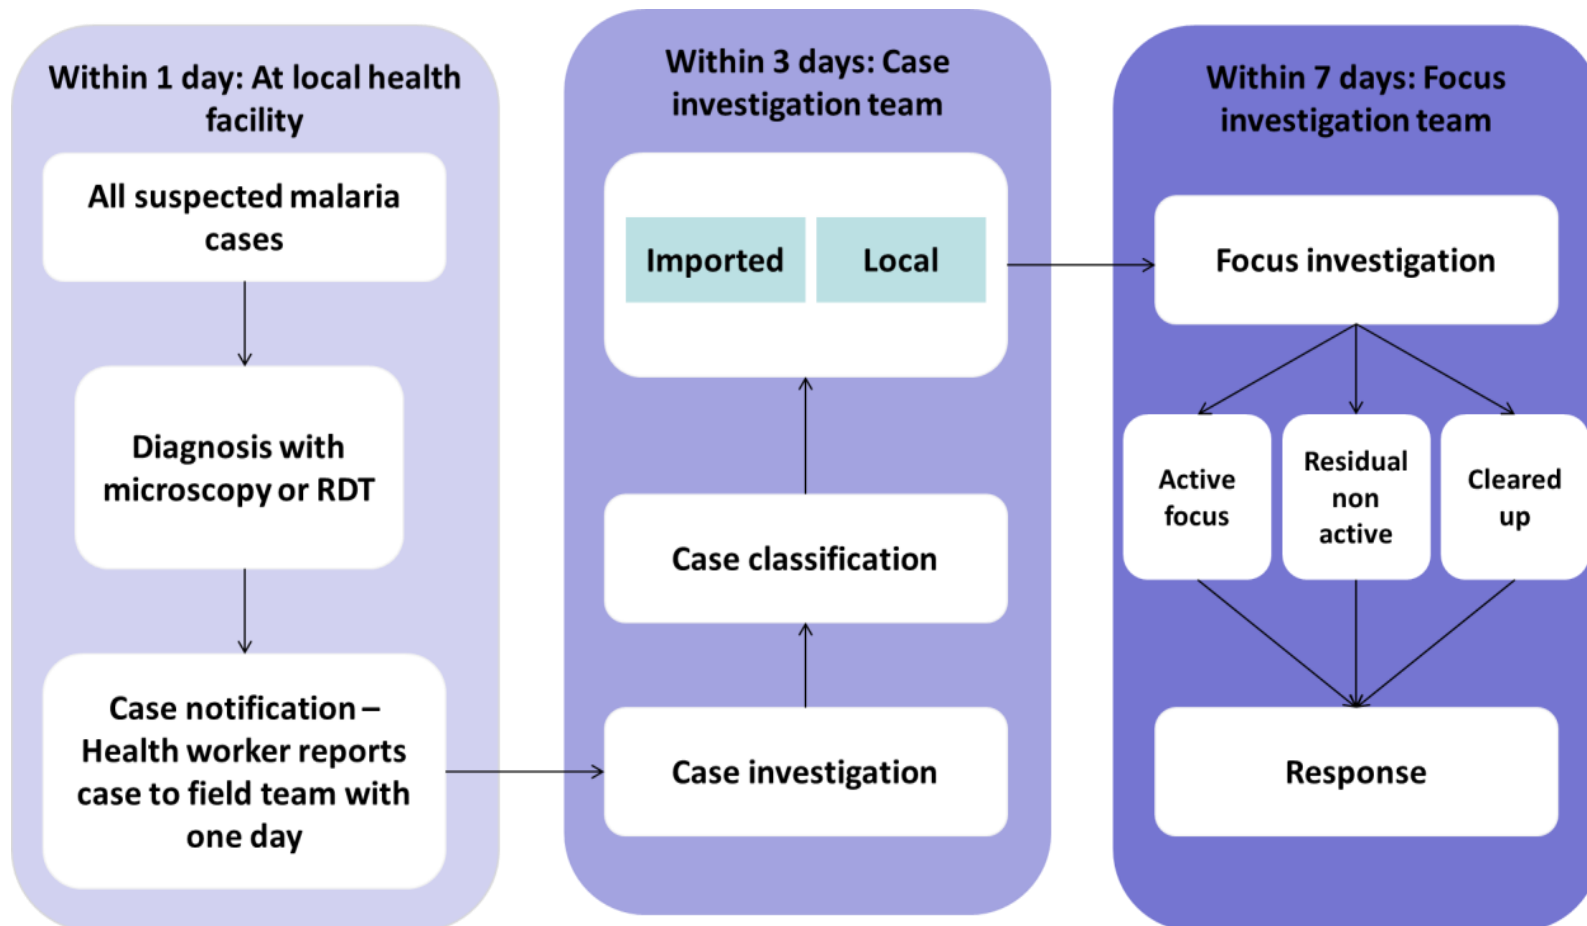 Within 1 day: At local health
facility
All suspected malaria
cases
Diagnosis with
microscopy or RDT
Case notification –
Health worker reports
case to field team with
one day
Within 3 days: Case
investigation team
Imported
Local
Case classification
Case investigation
Within 7 days: Focus
investigation team
Focus investigation
Active
focus
Residual
non
active
Cleared
up
Response